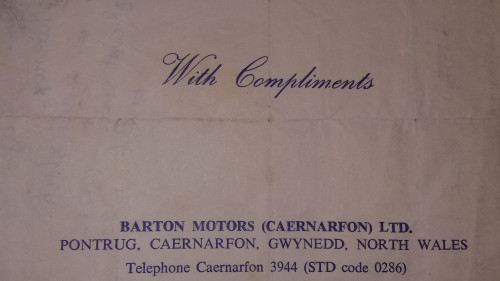 With Compliments
BARTON MOTORS (CAERNARFON) LTD.
PONTRUG, CAERNARFON, GWYNEDD, NORTH WALES
Telephone Caernarfon 3944 (STD code 0286)